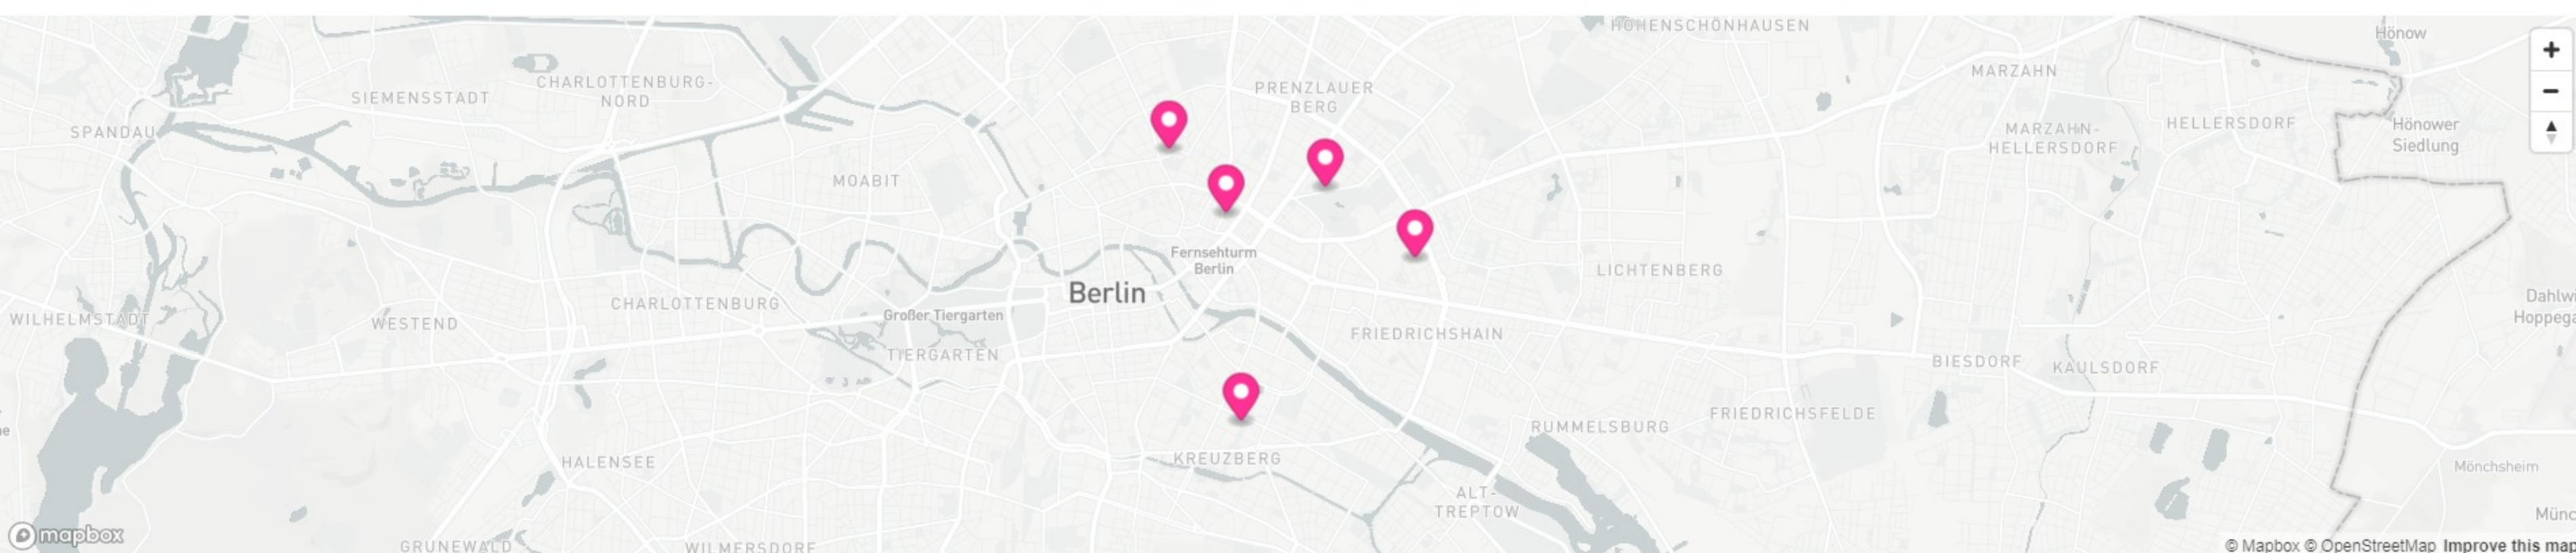 HOHENSCHÖNHAUSEN
Hönow
MARZAHN
CHARLOTTENBURG-
NORD
PRENZLAUER
BERG
SIEMENSSTADT
SPANDAU
MARZAHN-
HELLERSDORF
HELLERSDORF
Hönower
Siedlung
MOABIT
Fernsehturm
Berlin
LICHTENBERG
Berlin
CHARLOTTENBURG
WILHELMSTADT
WESTEND
Großer Tiergarten
TIERGARTEN
FRIEDRICHSHAIN
Dahlwi
Hoppega
BIESDORF
KAULSDORF
FRIEDRICHSFELDE
RUMMELSBURG
KREUZBERG
HALENSEE
Mönchsheim
ALT-
TREPTOW
Münc
mapbox
GRUNEWALD
WILMERSDORF
© Mapbox © OpenStreetMap Improve this map